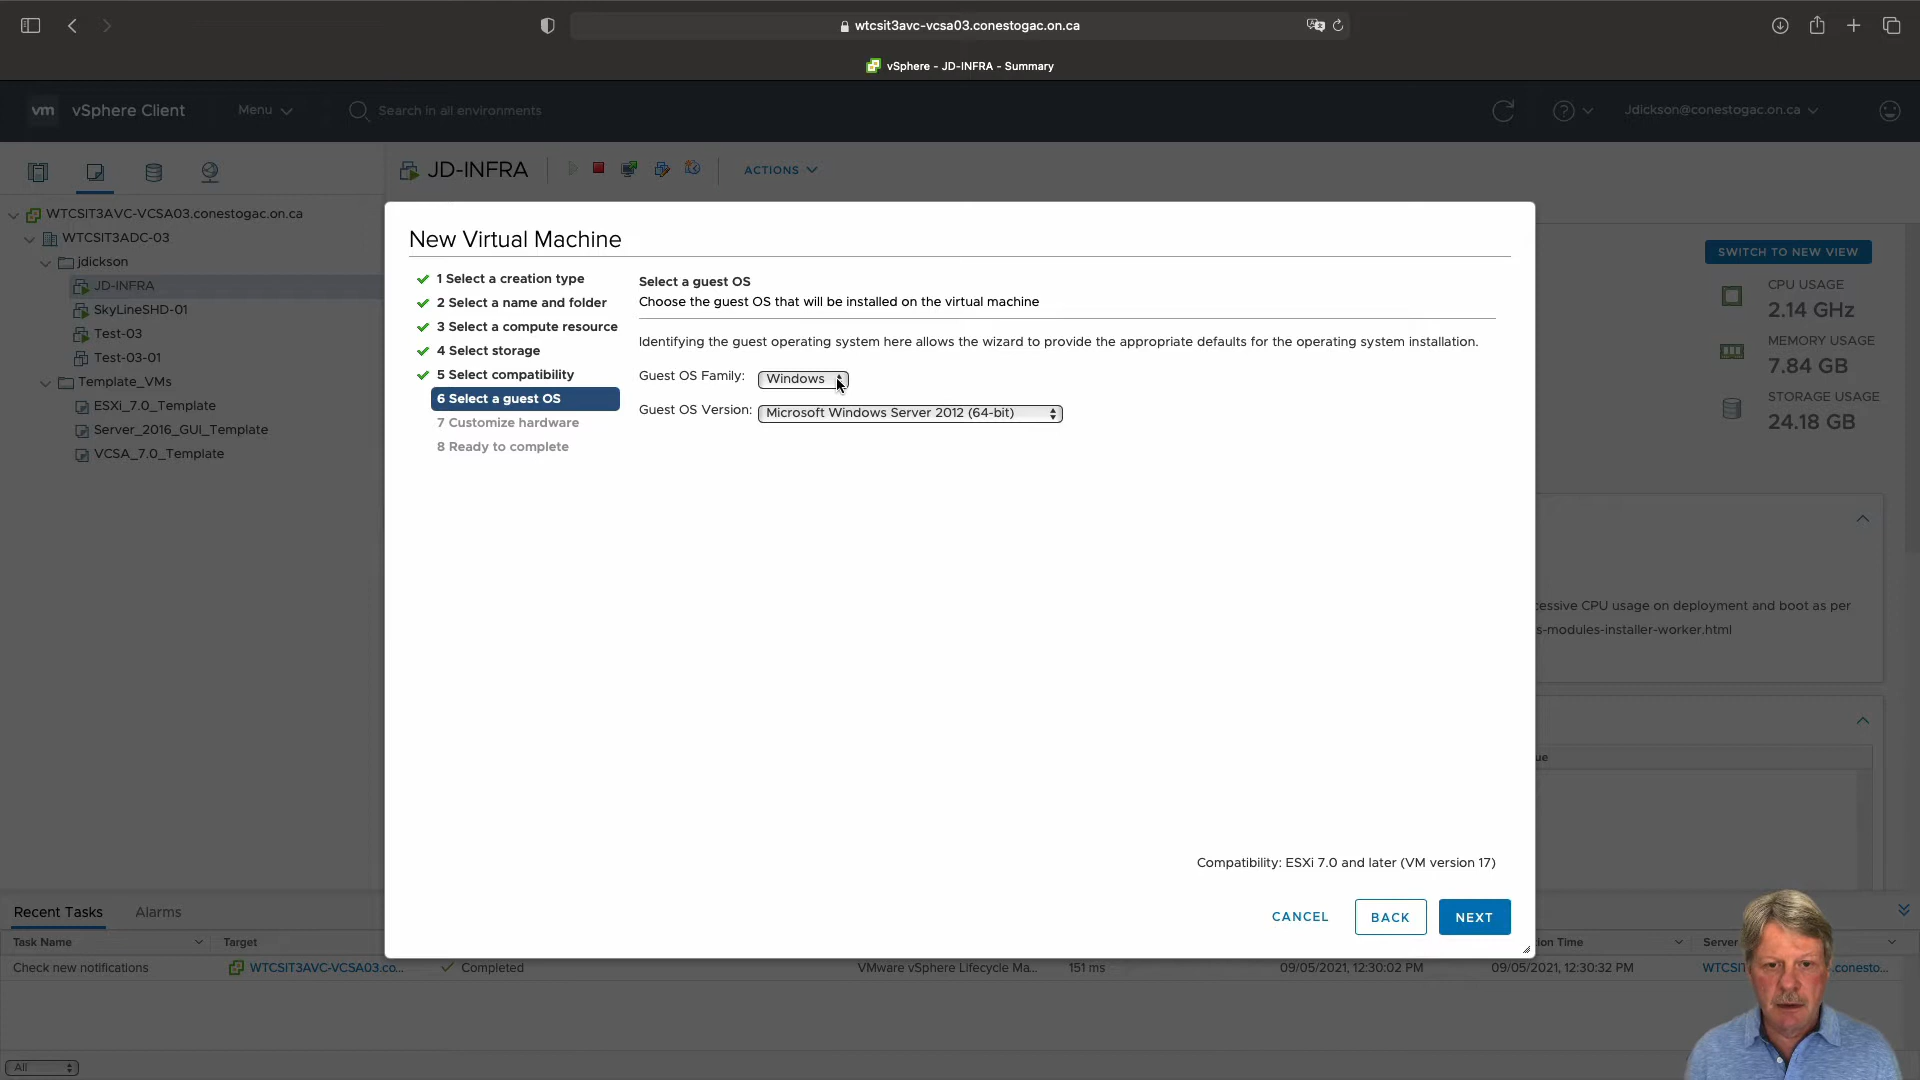 wtcsit3avc-vcsa03.conestogac.on.ca
vSphere - JD-INFRA - Summary
vm vSphere Client Menu Search in all environments Jdickson@conestogac.on.ca
JD-INFRA ACTIONS
WTCSIT3AVC-VCSA03.conestogac.on.ca
WTCSIT3ADC-03
jdickson
JD-INFRA
SkyLineSHD-01
Test-03
Test-03-01
Template_VMs
ESXi_7.0_Template
Server_2016_GUI_Template
VCSA_7.0_Template
New Virtual Machine
1 Select a creation type
2 Select a name and folder
3 Select a compute resource
4 Select storage
5 Select compatibility
6 Select a guest OS
7 Customize hardware
8 Ready to complete
Select a guest OS
Choose the guest OS that will be installed on the virtual machine
Identifying the guest operating system here allows the wizard to provide the appropriate defaults for the operating system installation.
Guest OS Family: Windows
Guest OS Version: Microsoft Windows Server 2012 (64-bit)
Compatibility: ESXi 7.0 and later (VM version 17)
CANCEL BACK NEXT
SWITCH TO NEW VIEW
CPU USAGE
2.14 GHz
MEMORY USAGE
7.84 GB
STORAGE USAGE
24.18 GB
cessive CPU usage on deployment and boot as per
s-modules-installer-worker.html
ue
Recent Tasks Alarms
Task Name Target ion Time Server
Check new notifications WTCSIT3AVC-VCSA03.co... Completed VMware vSphere Lifecycle Ma... 151 ms 09/05/2021, 12:30:02 PM 09/05/2021, 12:30:32 PM WTCSI .conesto...
All